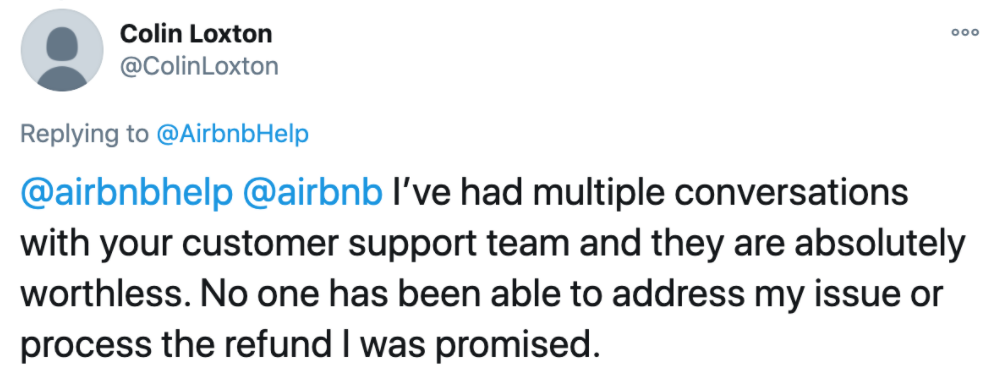 Colin Loxton
@ColinLoxton
Replying to @AirbnbHelp
@airbnbhelp @airbnb I’ve had multiple conversations
with your customer support team and they are absolutely
worthless. No one has been able to address my issue or
process the refund I was promised.